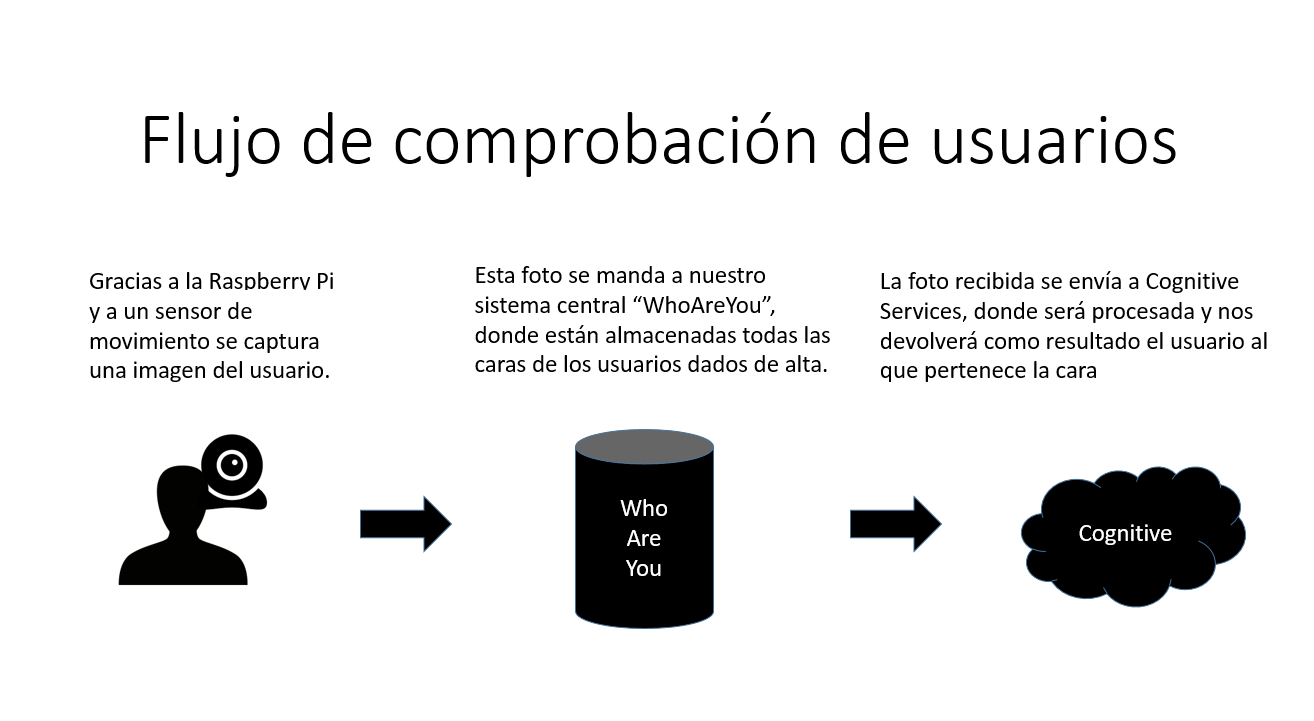 Flujo de comprobación de usuarios
Gracias a la Raspberry Pi
y a un sensor de
movimiento se captura
una imagen del usuario.
Esta foto se manda a nuestro
sistema central “WhoAreYou”,
donde están almacenadas todas las
caras de los usuarios dados de alta.
La foto recibida se envía a Cognitive
Services, donde será procesada y nos
devolverá como resultado el usuario al
que pertenece la cara
Who
Are
You
Cognitive